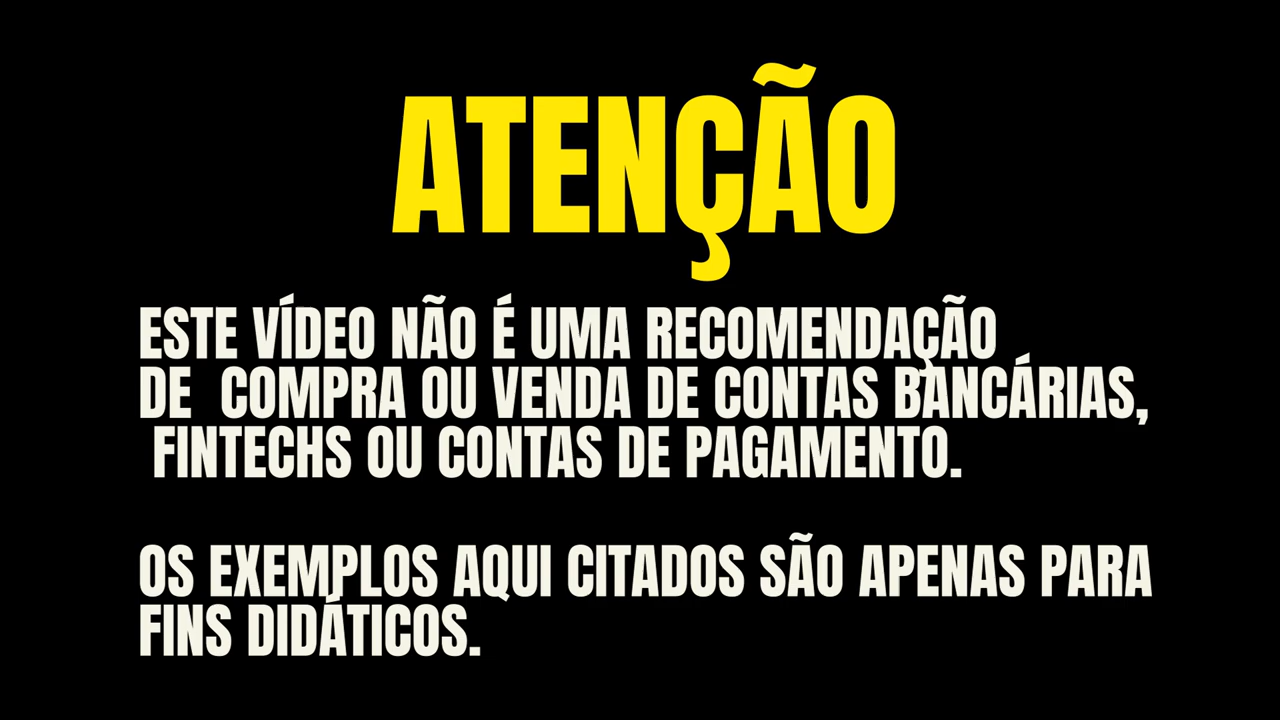 ATENÇÃO
ESTE VÍDEO NÃO É UMA RECOMENDAÇÃO
DE COMPRA OU VENDA DE CONTAS BANCÁRIAS,
FINTECHS OU CONTAS DE PAGAMENTO.
OS EXEMPLOS AQUI CITADOS SÃO APENAS PARA
FINS DIDÁTICOS.